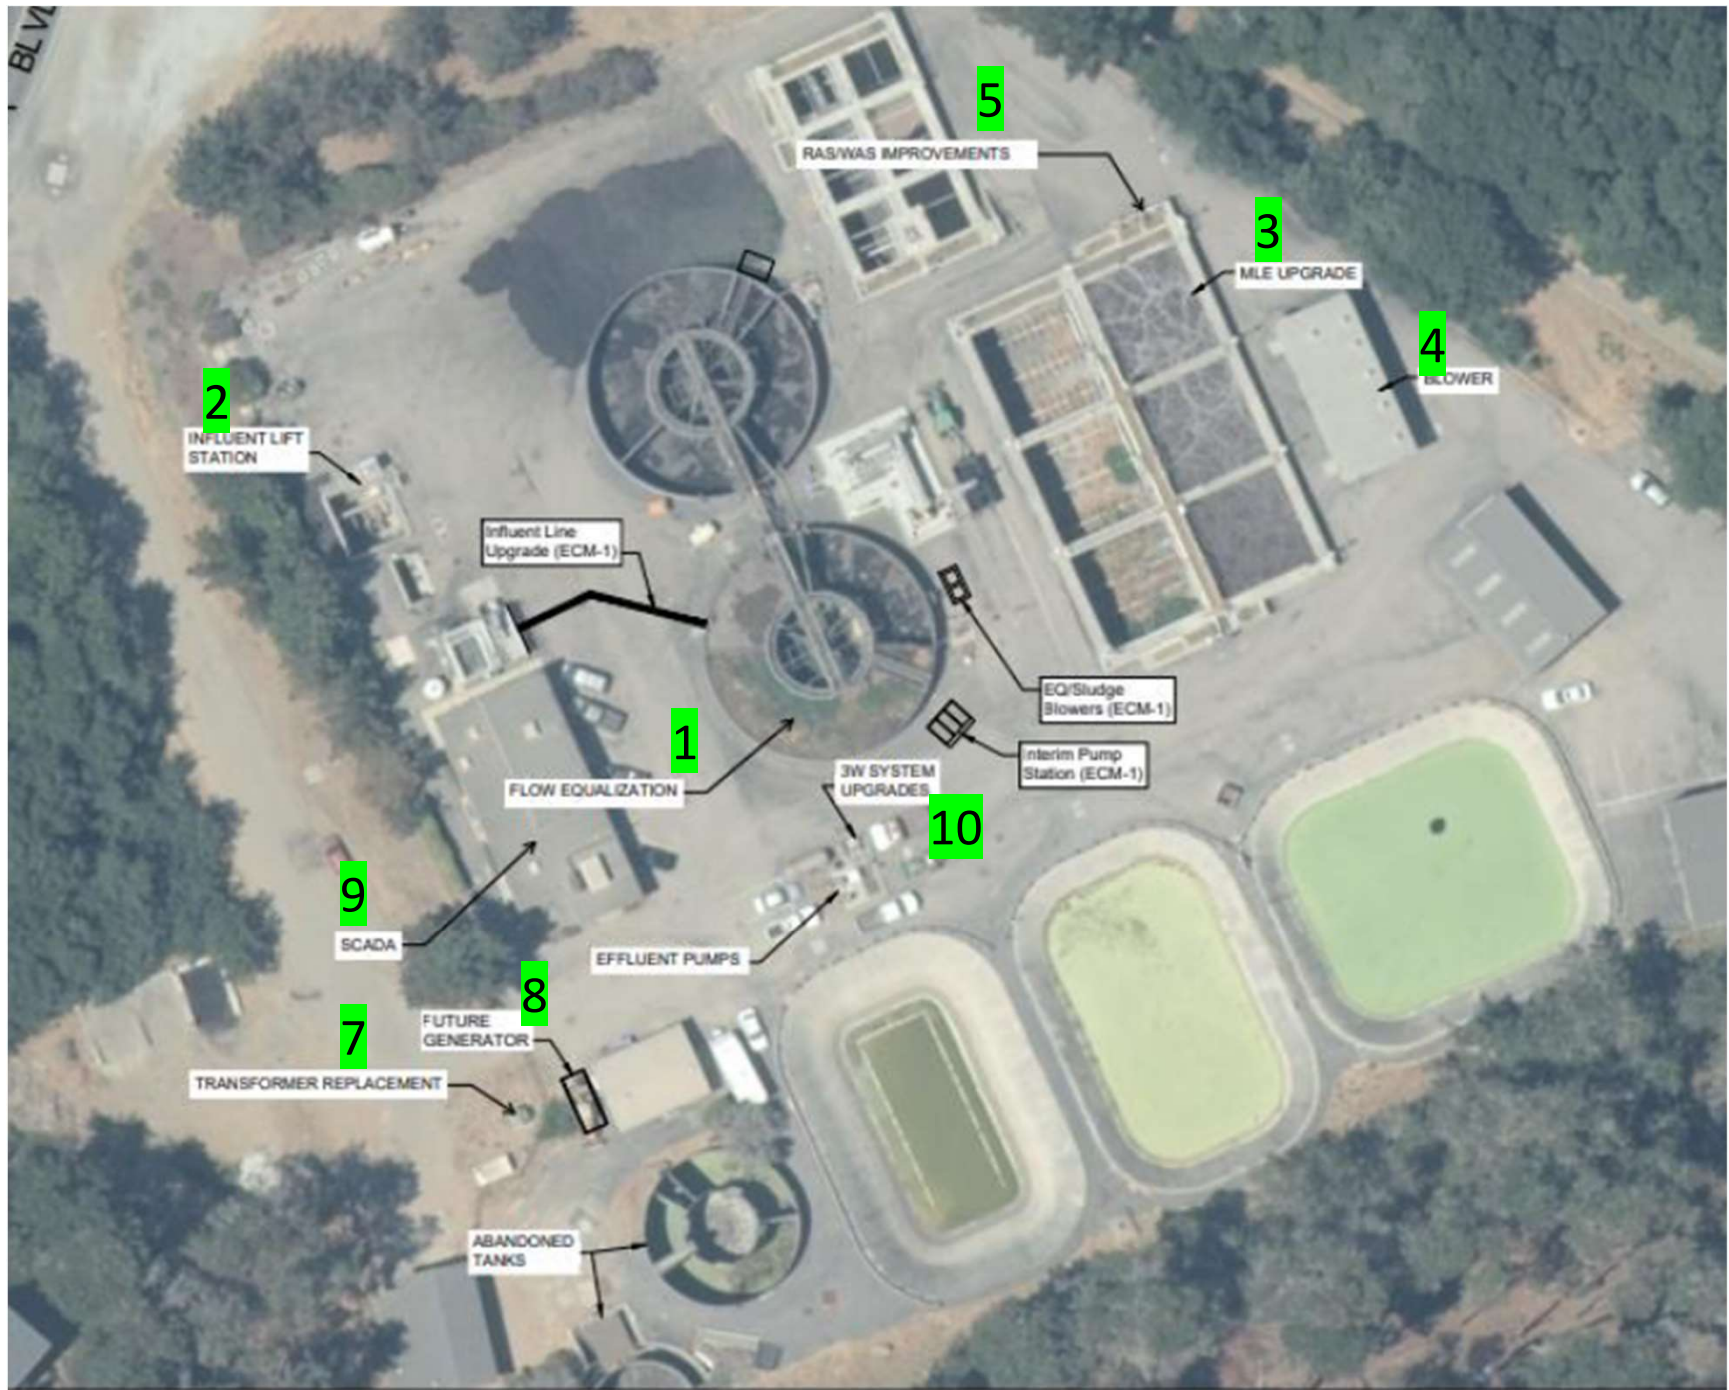 BLVD
5
RAS/WAS IMPROVEMENTS
3
MLE UPGRADE
4
BLOWER
2
INFLUENT LIFT
STATION
Influent Line
Upgrade (ECM-1)
EQ/Sludge
Blowers (ECM-1)
1
FLOW EQUALIZATION
Interim Pump
Station (ECM-1)
3W SYSTEM
UPGRADES
10
9
SCADA
EFFLUENT PUMPS
8
FUTURE
GENERATOR
7
TRANSFORMER REPLACEMENT
ABANDONED
TANKS